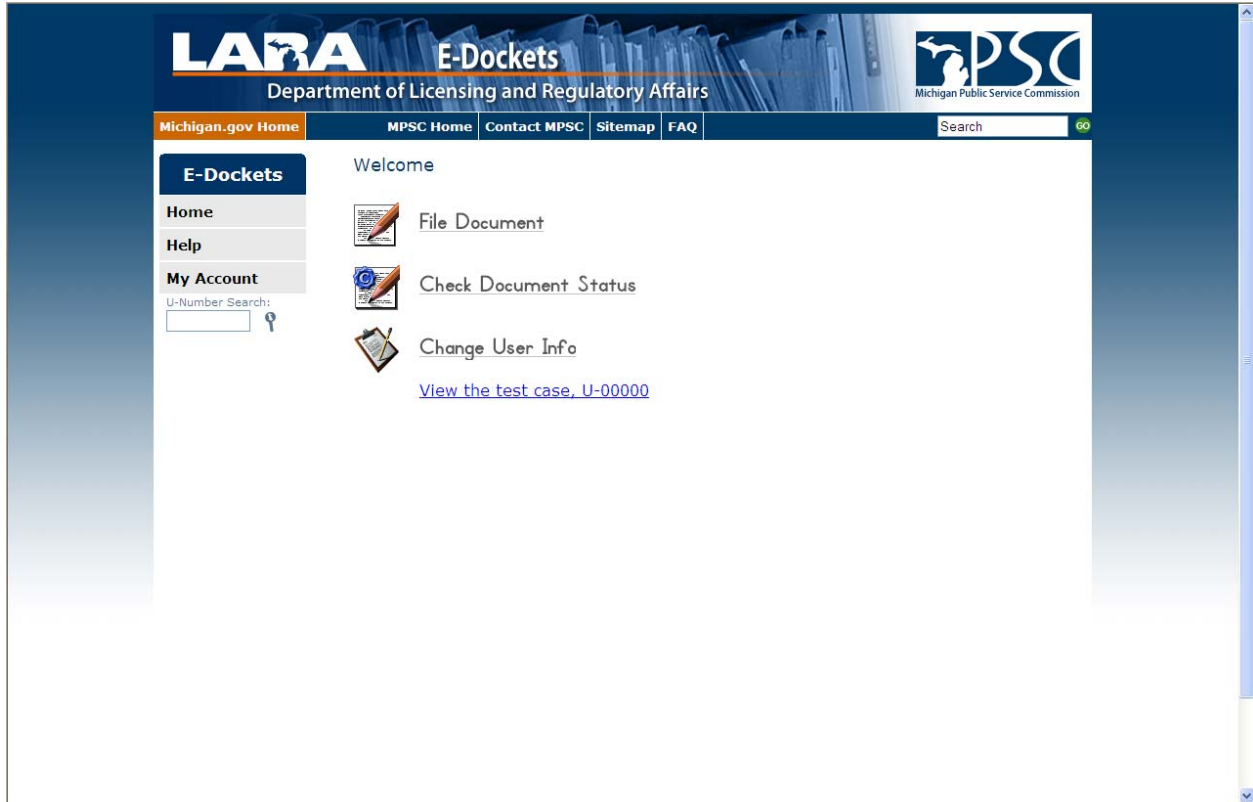 LARA
E-Dockets
Department of Licensing and Regulatory Affairs
PSC
Michigan Public Service Commission
Michigan.gov Home
MPSC Home Contact MPSC Sitemap FAQ
Search GO
E-Dockets
Home
Help
My Account
U-Number Search:
Welcome
File Document
C
Check Document Status
Change User Info
View the test case, U-00000